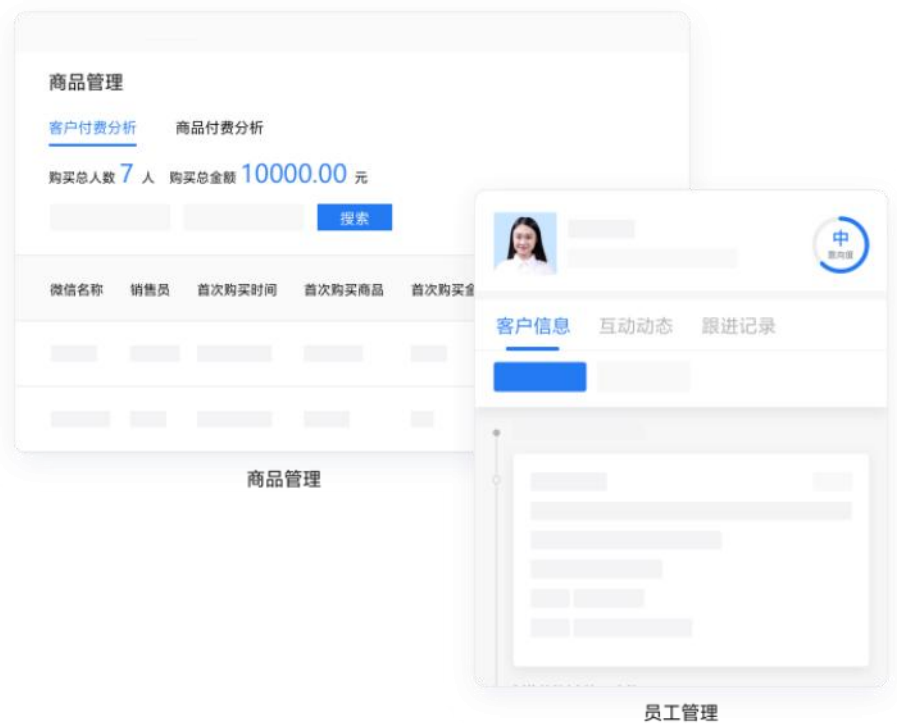 商品管理
客户付费分析 商品付费分析
购买总人数 7 人 购买总金额 10000.00 元
搜索
微信名称 销售员 首次购买时间 首次购买商品 首次购买金
商品管理
中
意向值
客户信息 互动动态 跟进记录
员工管理